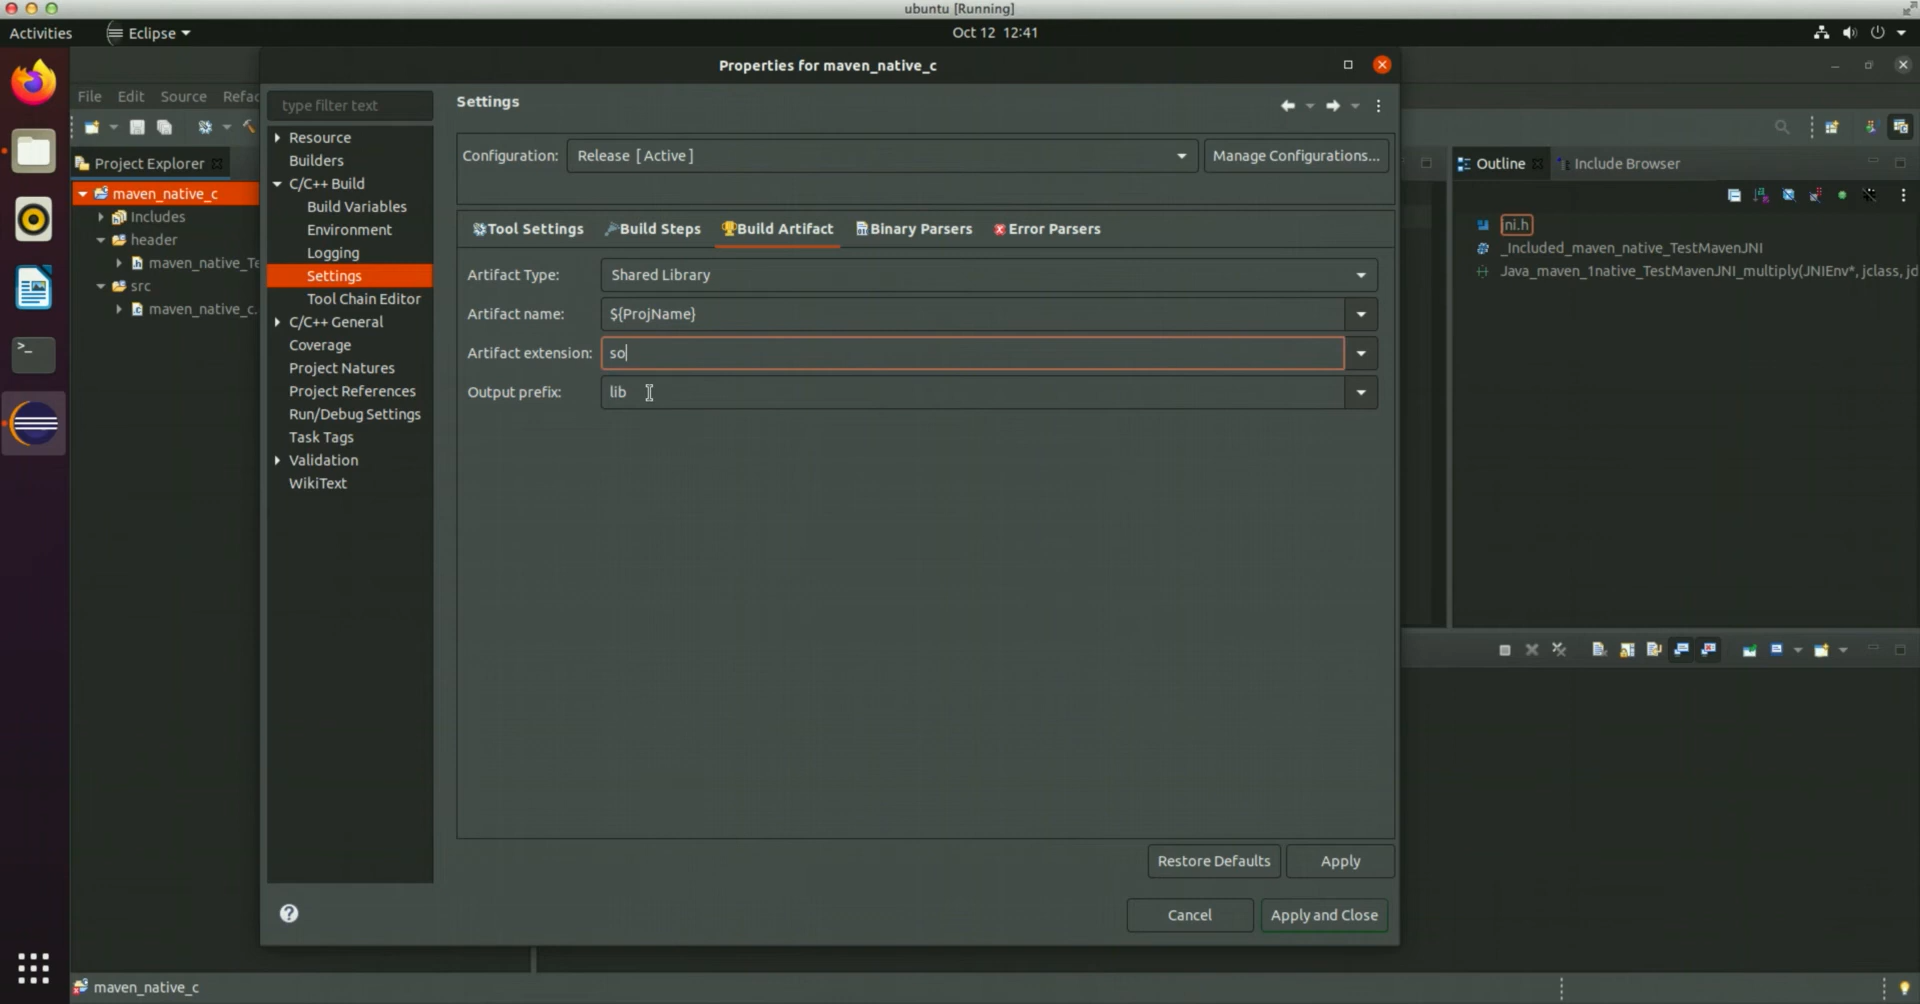 ubuntu [Running]
Activities
Eclipse
Oct 12 12:41
Properties for maven_native_c
File Edit Source Refac
Project Explorer
maven_native_c
Includes
header
maven_native_Te
src
maven_native_c.
type filter text
Resource
Builders
C/C++ Build
Build Variables
Environment
Logging
Settings
Tool Chain Editor
C/C++ General
Coverage
Project Natures
Project References
Run/Debug Settings
Task Tags
Validation
WikiText
Settings
Configuration: Release [ Active ] Manage Configurations...
Tool Settings Build Steps Build Artifact Binary Parsers Error Parsers
Artifact Type: Shared Library
Artifact name: ${ProjName}
Artifact extension: so
Output prefix: lib
Restore Defaults Apply
Cancel Apply and Close
Outline Include Browser
jni.h
_Included_maven_native_TestMavenJNI
Java_maven_1native_TestMavenJNI_multiply(JNIEnv*, jclass, jd
maven_native_c